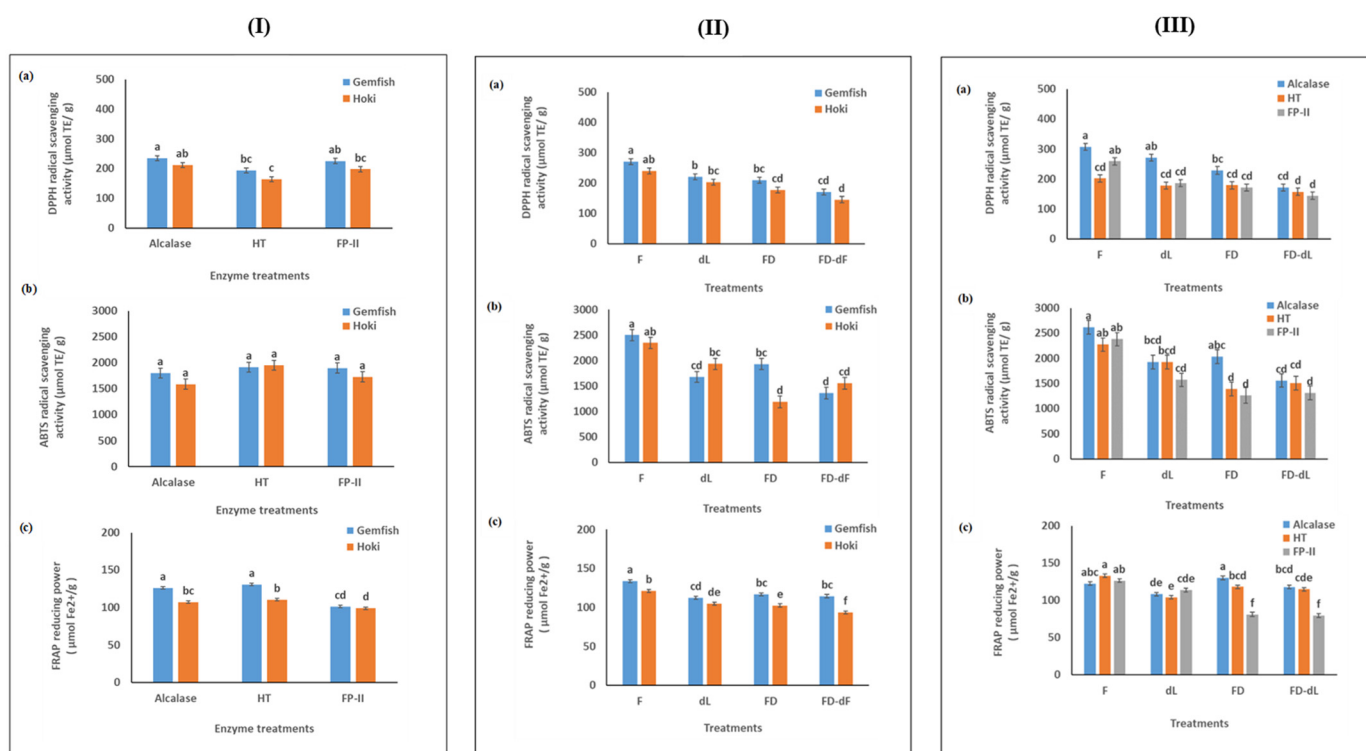 (I)
(a)
DPPH radical scavenging
activity (µmol TE/ g)
500
400
300
200
100
0
Gemfish
Hoki
a
ab
bc
c
ab
bc
Alcalase
HT
FP-II
Enzyme treatments
(b)
ABTS radical scavenging
activity (µmol TE/ g)
3000
2500
2000
1500
1000
500
0
Gemfish
Hoki
a
a
a
a
a
a
Alcalase
HT
FP-II
Enzyme treatments
(c)
FRAP reducing power
( µmol Fe2+/g )
200
150
100
50
0
Gemfish
Hoki
a
bc
a
b
cd
d
Alcalase
HT
FP-II
Enzyme treatments
(II)
(a)
DPPH radical scavenging
activity (µmol TE/ g)
500
400
300
200
100
0
Gemfish
Hoki
a
ab
b
bc
bc
cd
cd
d
F
dL
FD
FD-dF
Treatments
(b)
ABTS radical scavenging
activity (µmol TE/ g)
3000
2500
2000
1500
1000
500
0
Gemfish
Hoki
a
ab
cd
bc
bc
d
d
cd
F
dL
FD
FD-dF
Treatments
(c)
FRAP reducing power
( µmol Fe2+/g )
200
150
100
50
0
Gemfish
Hoki
a
b
cd
de
bc
e
bc
f
F
dL
FD
FD-dF
Treatments
(III)
(a)
DPPH radical scavenging
activity (µmol TE/ g)
500
400
300
200
100
0
Alcalase
HT
FP-II
a
cd
ab
ab
cd
cd
bc
cd
cd
cd
d
d
F
dL
FD
FD-dL
Treatments
(b)
ABTS radical scavenging
activity (µmol TE/ g)
3000
2500
2000
1500
1000
500
0
Alcalase
HT
FP-II
a
ab
ab
bcd
bcd
cd
abc
d
d
cd
cd
d
F
dL
FD
FD-dL
Treatments
(c)
FRAP reducing power
( µmol Fe2+/g )
200
150
100
50
0
Alcalase
HT
FP-II
abc
a
ab
de
e
cde
a
bcd
f
bcd
cde
f
F
dL
FD
FD-dL
Treatments